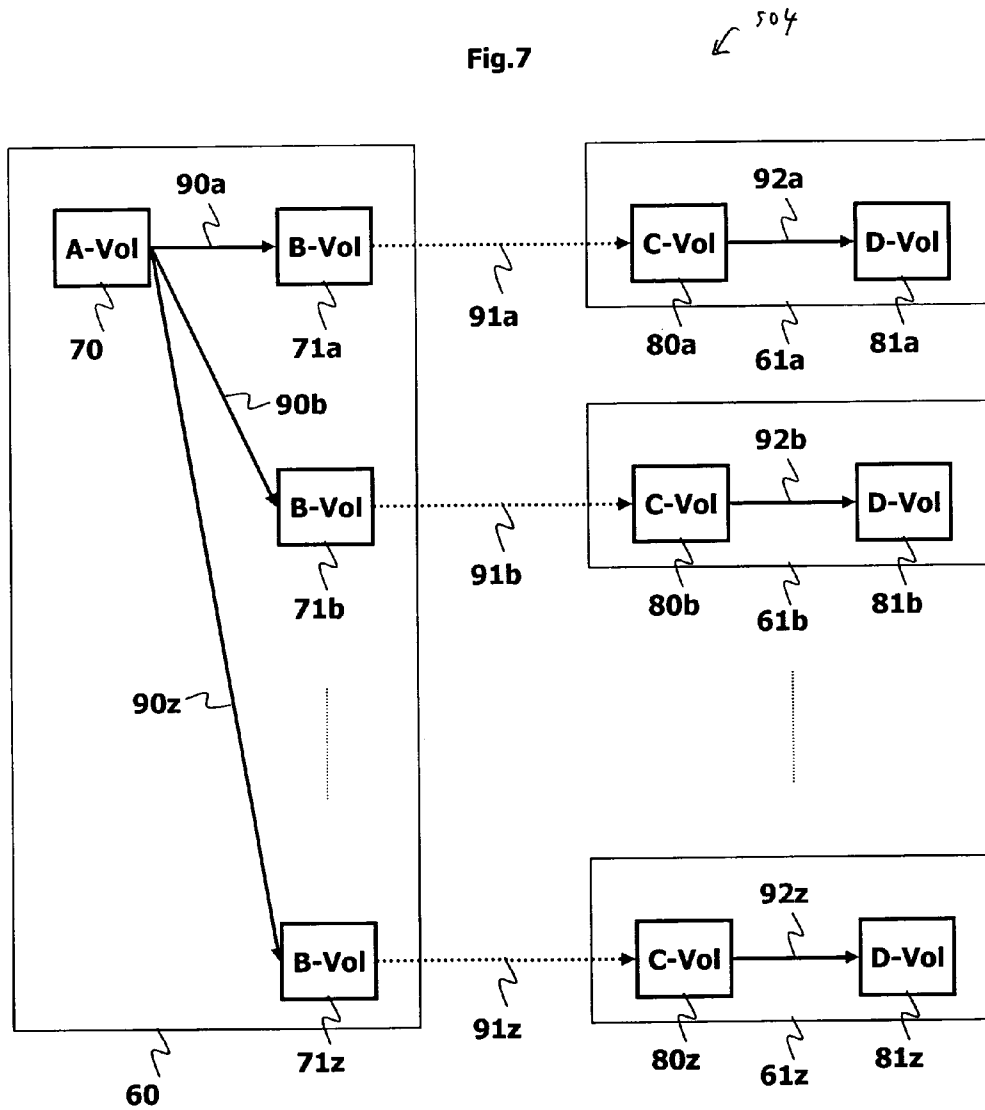 504
Fig.7
90a
92a
A-Vol
B-Vol
C-Vol
D-Vol
70
71a
91a
80a
61a
81a
90b
92b
B-Vol
C-Vol
D-Vol
71b
91b
80b
61b
81b
90z
92z
B-Vol
C-Vol
D-Vol
60
71z
91z
80z
61z
81z